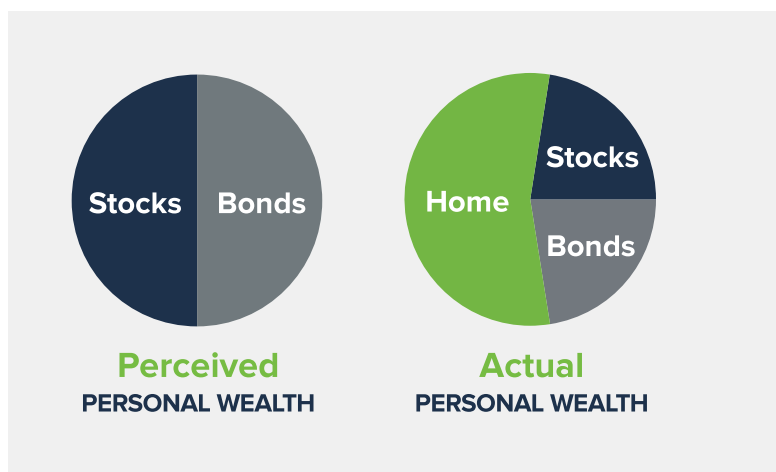 Stocks
Bonds
Perceived
PERSONAL WEALTH
Home
Stocks
Bonds
Actual
PERSONAL WEALTH